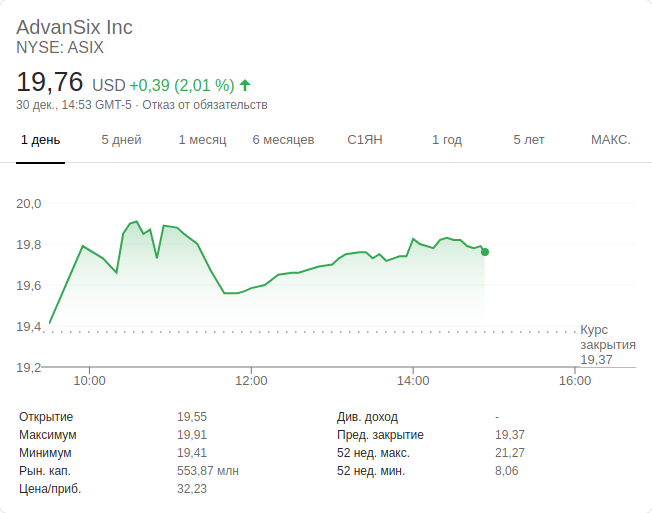 AdvanSix Inc
NYSE: ASIX
19,76 USD +0,39 (2,01 %)
30 дек., 14:53 GMT-5 · Отказ от обязательств
1 день 5 дней 1 месяц 6 месяцев С1ЯН 1 год 5 лет МАКС.
20,0
19,8
19,6
19,4
Курс
закрытия
19,37
19,2
10:00 12:00 14:00 16:00
Открытие 19,55 Див. доход -
Максимум 19,91 Пред. закрытие 19,37
Минимум 19,41 52 нед. макс. 21,27
Рын. кап. 553,87 млн 52 нед. мин. 8,06
Цена/приб. 32,23